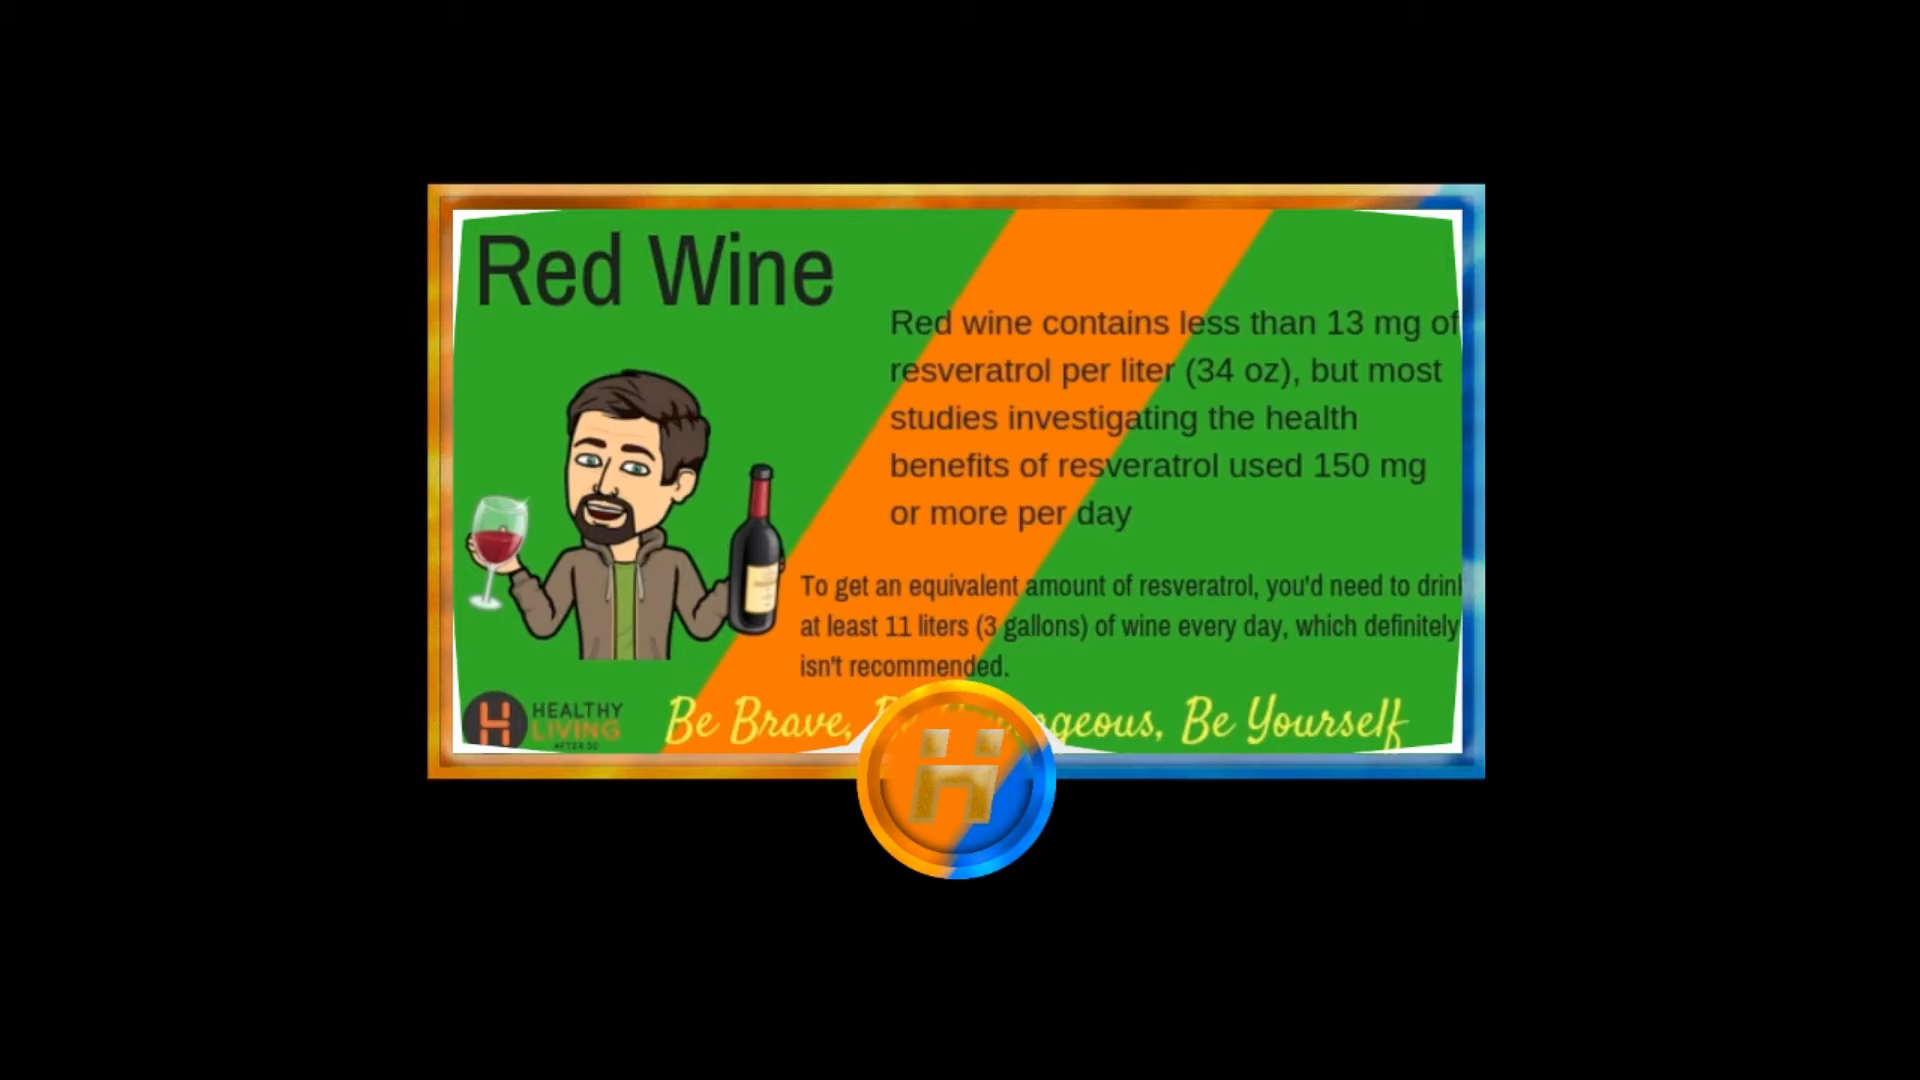 Red Wine
Red wine contains less than 13 mg of
resveratrol per liter (34 oz), but most
studies investigating the health
benefits of resveratrol used 150 mg
or more per day
To get an equivalent amount of resveratrol, you'd need to drink
at least 11 liters (3 gallons) of wine every day, which definitely
isn't recommended.
HEALTHY
LIVING
AFTER 50
Be Brave, Be Yourself
H